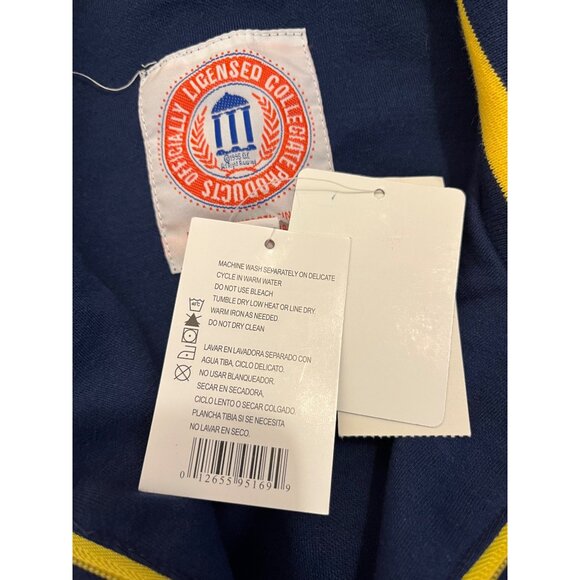 OFFICIALLY LICENSED COLLEGIATE PRODUCTS
MACHINE WASH SEPARATELY ON DELICATE
CYCLE IN WARM WATER
DO NOT USE BLEACH
TUMBLE DRY LOW HEAT OR LINE DRY
WARM IRON AS NEEDED
DO NOT DRY CLEAN
LAVAR EN LAVADORA SEPARADO CON
AGUA TIBA, CICLO DELICATO.
NO USAR BLANQUEADOR,
SECAR EN SECADORA,
CICLO LENTO O SECAR COLGADO
PLANCHA TIBIA SI SE NECESITA
NO LAVAR EN SECO.
0 12655 95169 9